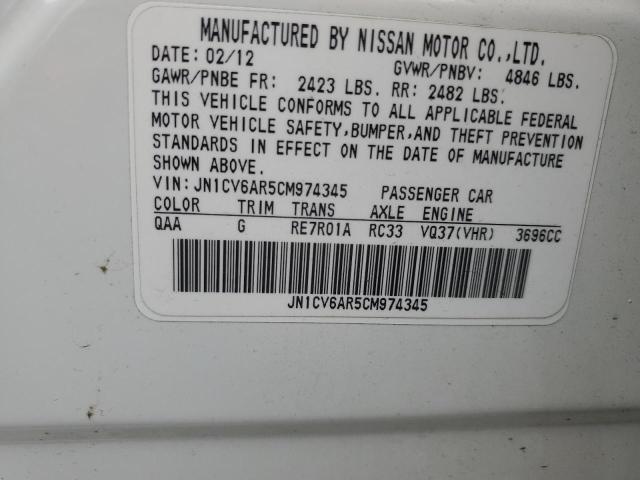 MANUFACTURED BY NISSAN MOTOR CO.,LTD.
DATE: 02/12 GVWR/PNBV: 4846 LBS.
GAWR/PNBE FR: 2423 LBS. RR: 2482 LBS.
THIS VEHICLE CONFORMS TO ALL APPLICABLE FEDERAL
MOTOR VEHICLE SAFETY,BUMPER,AND THEFT PREVENTION
STANDARDS IN EFFECT ON THE DATE OF MANUFACTURE
SHOWN ABOVE.
VIN: JN1CV6AR5CM974345 PASSENGER CAR
COLOR TRIM TRANS AXLE ENGINE
QAA G RE7R01A RC33 VQ37(VHR) 3696CC
JN1CV6AR5CM974345